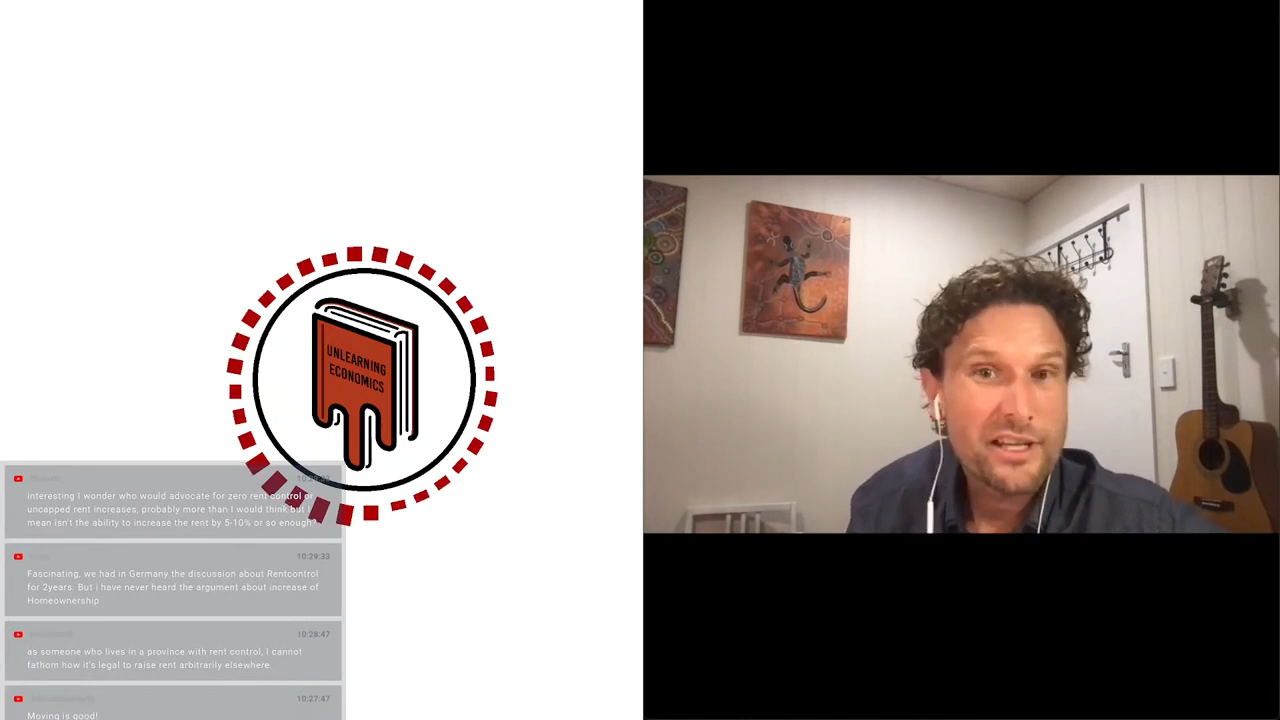 UNLEARNING
ECONOMICS
interesting I wonder who would advocate for zero rent control or
uncapped rent increases, probably more than I would think but I
mean isn't the ability to increase the rent by 5-10% or so enough?
10:29:33
Fascinating, we had in Germany the discussion about Rentcontrol
for 2years. But i have never heard the argument about increase of
Homeownership
10:28:47
as someone who lives in a province with rent control, I cannot
fathom how it's legal to raise rent arbitrarily elsewhere
10:27:47
Moving is good!